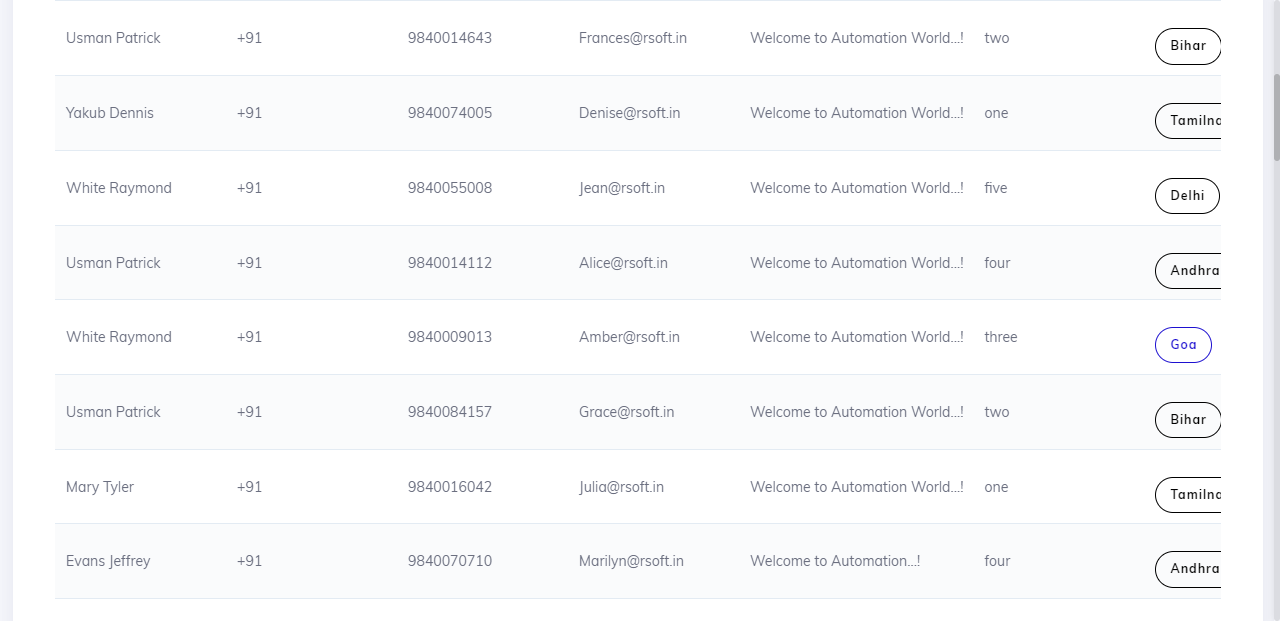 Usman Patrick +91 9840014643 Frances@rsoft.in Welcome to Automation World...! two Bihar
Yakub Dennis +91 9840074005 Denise@rsoft.in Welcome to Automation World...! one Tamilna
White Raymond +91 9840055008 Jean@rsoft.in Welcome to Automation World...! five Delhi
Usman Patrick +91 9840014112 Alice@rsoft.in Welcome to Automation World...! four Andhra
White Raymond +91 9840009013 Amber@rsoft.in Welcome to Automation World...! three Goa
Usman Patrick +91 9840084157 Grace@rsoft.in Welcome to Automation World...! two Bihar
Mary Tyler +91 9840016042 Julia@rsoft.in Welcome to Automation World...! one Tamilna
Evans Jeffrey +91 9840070710 Marilyn@rsoft.in Welcome to Automation...! four Andhra